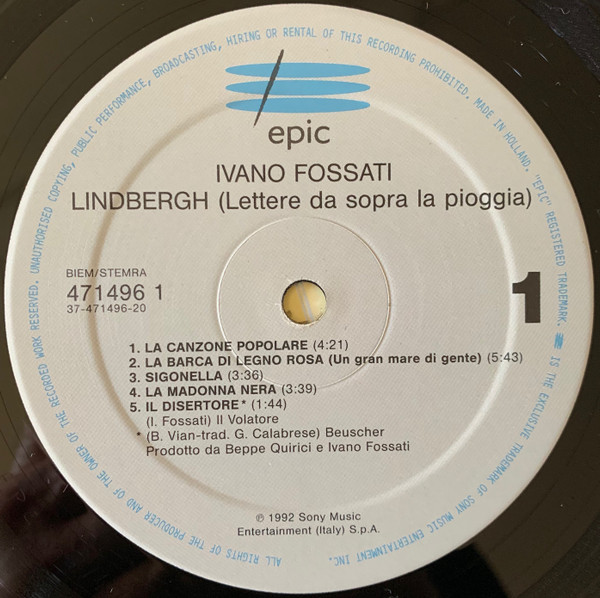 epic
IVANO FOSSATI
LINDBERGH (Lettere da sopra la pioggia)
BIEM/STEMRA
471496 1
37-471496-20
1
1. LA CANZONE POPOLARE (4:21)
2. LA BARCA DI LEGNO ROSA (Un gran mare di gente) (5:43)
3. SIGONELLA (3:36)
4. LA MADONNA NERA (3:39)
5. IL DISERTORE* (1:44)
(I. Fossati) Il Volatore
* (B. Vian-trad. G. Calabrese) Beuscher
Prodotto da Beppe Quirici e Ivano Fossati
℗ 1992 Sony Music
Entertainment (Italy) S.p.A.
ALL RIGHTS OF THE PRODUCER AND OF THE OWNER OF THE RECORDED WORK RESERVED. UNAUTHORISED COPYING, PUBLIC PERFORMANCE, BROADCASTING, HIRING OR RENTAL OF THIS RECORDING PROHIBITED. MADE IN HOLLAND. "EPIC" REGISTERED TRADEMARK. IS THE EXCLUSIVE TRADEMARK OF SONY MUSIC ENTERTAINMENT INC.